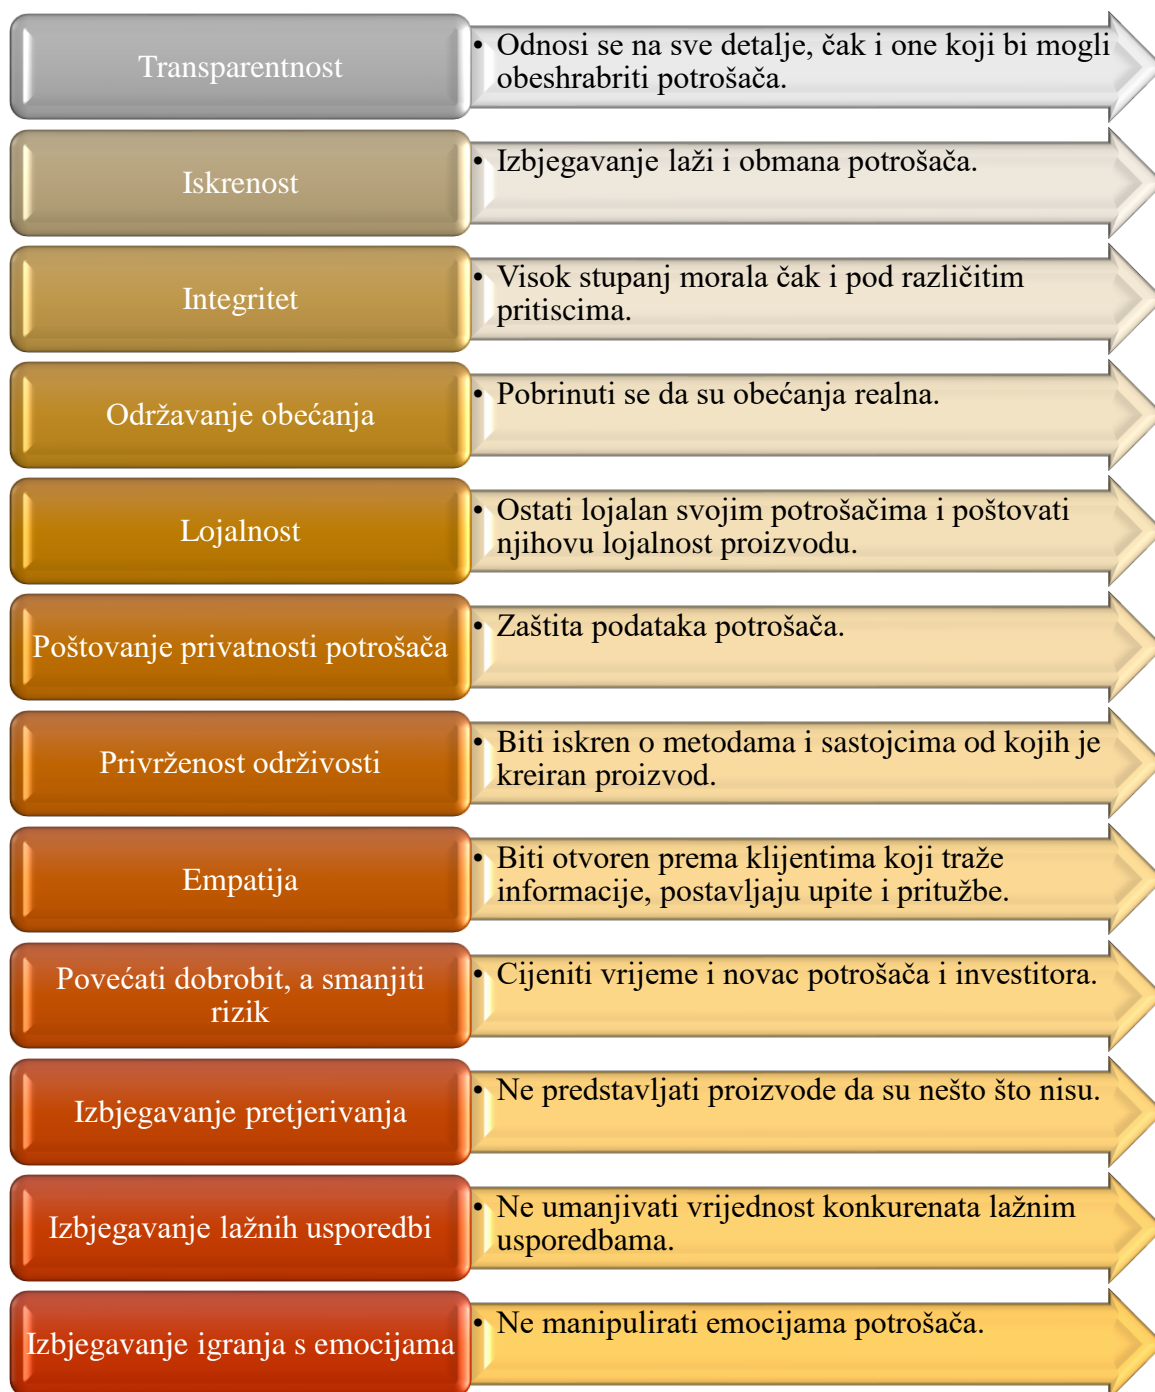 Transparentnost
• Odnosi se na sve detalje, čak i one koji bi mogli
obeshrabriti potrošača.
Iskrenost
• Izbjegavanje laži i obmana potrošača.
Integritet
• Visok stupanj morala čak i pod različitim
pritiscima.
Održavanje obećanja
• Pobrinuti se da su obećanja realna.
Lojalnost
• Ostati lojalan svojim potrošačima i poštovati
njihovu lojalnost proizvodu.
Poštovanje privatnosti potrošača
• Zaštita podataka potrošača.
Privrženost održivosti
• Biti iskren o metodama i sastojcima od kojih je
kreiran proizvod.
Empatija
• Biti otvoren prema klijentima koji traže
informacije, postavljaju upite i pritužbe.
Povećati dobrobit, a smanjiti
rizik
• Cijeniti vrijeme i novac potrošača i investitora.
Izbjegavanje pretjerivanja
• Ne predstavljati proizvode da su nešto što nisu.
Izbjegavanje lažnih usporedbi
• Ne umanjivati vrijednost konkurenata lažnim
usporedbama.
Izbjegavanje igranja s emocijama
• Ne manipulirati emocijama potrošača.